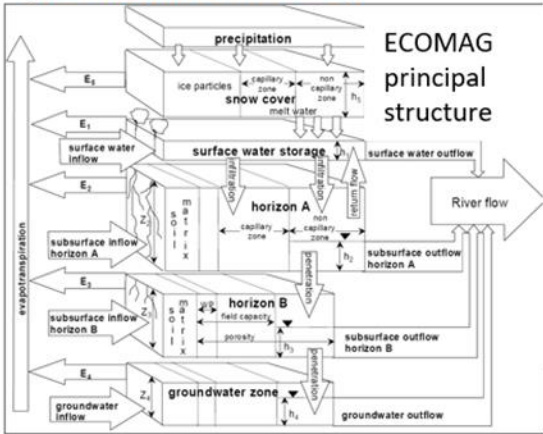 precipitation
ECOMAG
principal
structure
E₅
ice particles
capillary
zone
non
capillary
zone
h₅
snow cover
melt water
E₁
surface water
inflow
surface water storage
h₁
surface water outflow
E₂
infiltration
infiltration
return flow
River flow
Z₂
soil
matrix
horizon A
capillary
zone
non
capillary
zone
h₂
subsurface inflow
horizon A
subsurface outflow
horizon A
evapotranspiration
E₃
penetration
Z₃
soil
matrix
wp
horizon B
field capacity
porosity
h₃
subsurface inflow
horizon B
subsurface outflow
horizon B
E₄
penetration
Z₄
groundwater zone
h₄
groundwater
inflow
groundwater outflow